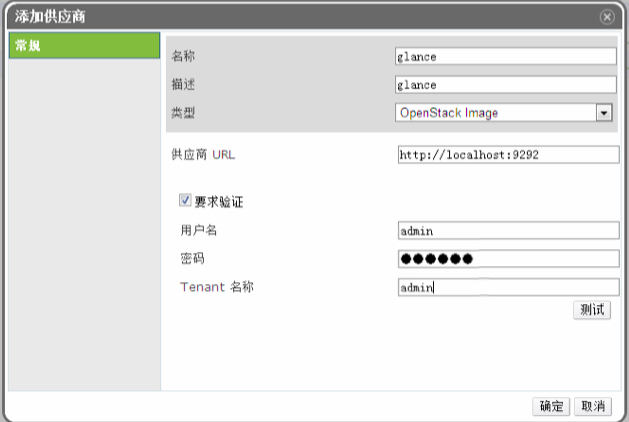 添加供应商
常规
名称 glance
描述 glance
类型 OpenStack Image
供应商 URL http://localhost:9292
要求验证
用户名 admin
密码 ●●●●●●
Tenant 名称 admin
测试
确定 取消